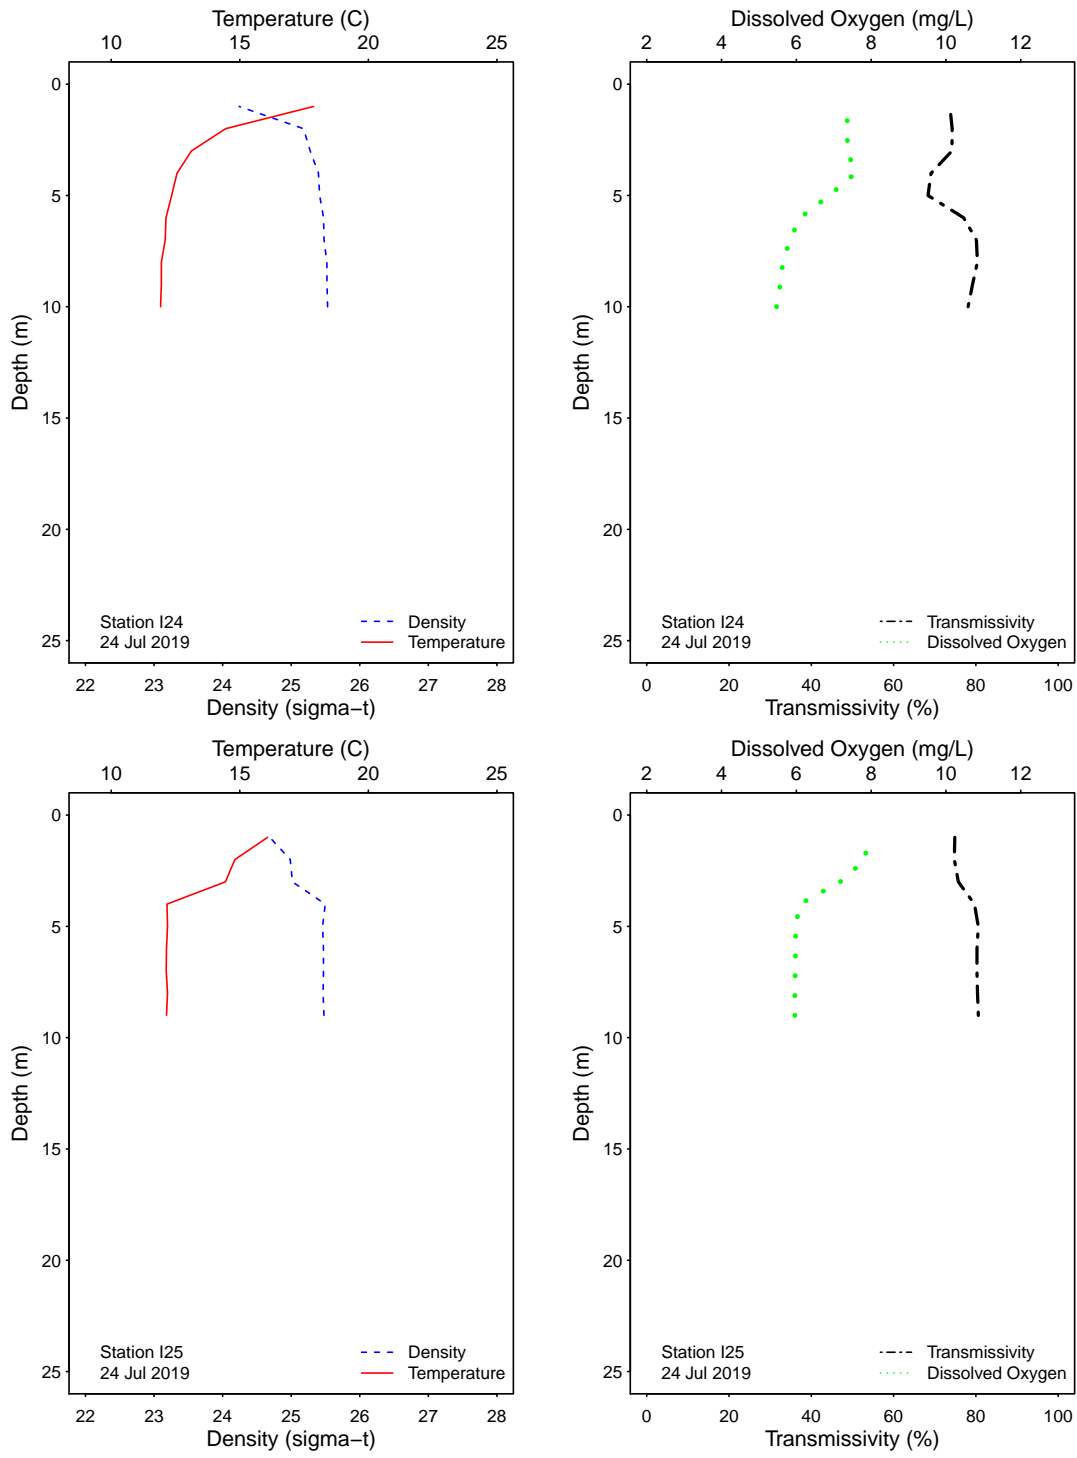 Temperature (C)
10 15 20 25
0
5
10
15
20
25
Depth (m)
Station I24
24 Jul 2019
Density
Temperature
22 23 24 25 26 27 28
Density (sigma−t)
Dissolved Oxygen (mg/L)
2 4 6 8 10 12
0
5
10
15
20
25
Depth (m)
Station I24
24 Jul 2019
Transmissivity
Dissolved Oxygen
0 20 40 60 80 100
Transmissivity (%)
Temperature (C)
10 15 20 25
0
5
10
15
20
25
Depth (m)
Station I25
24 Jul 2019
Density
Temperature
22 23 24 25 26 27 28
Density (sigma−t)
Dissolved Oxygen (mg/L)
2 4 6 8 10 12
0
5
10
15
20
25
Depth (m)
Station I25
24 Jul 2019
Transmissivity
Dissolved Oxygen
0 20 40 60 80 100
Transmissivity (%)